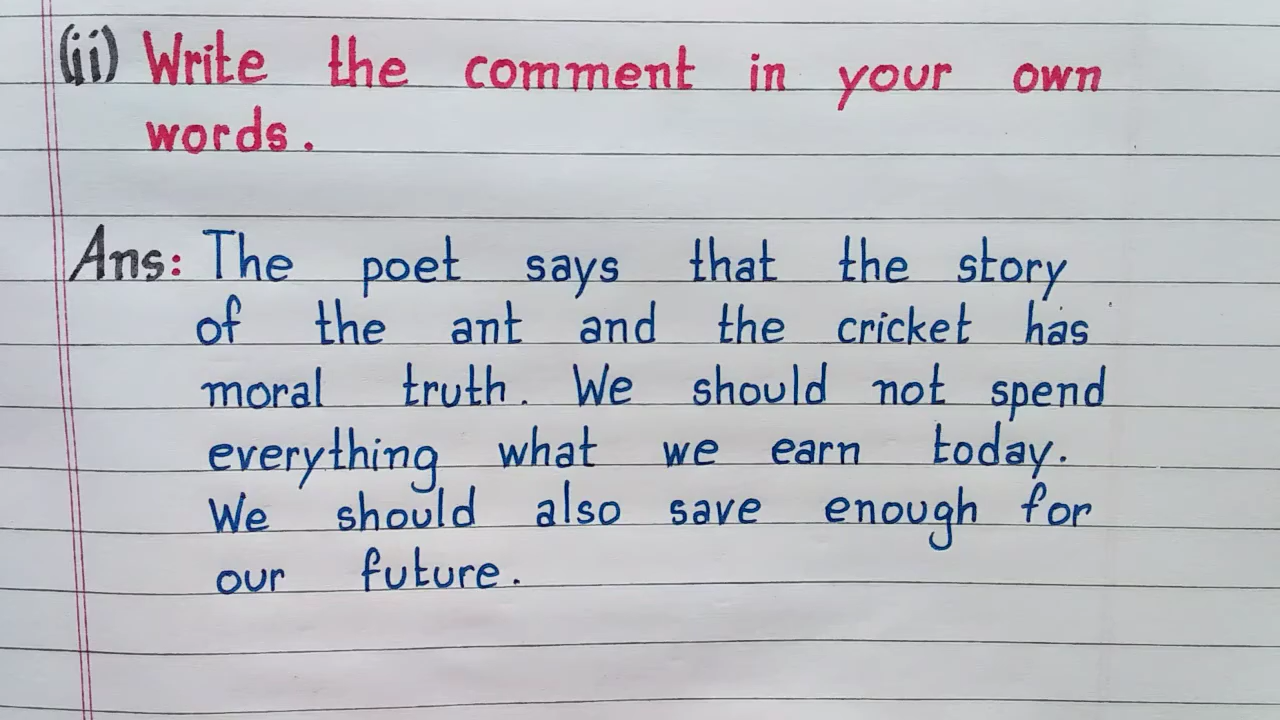 (ii) Write the comment in your own
words.
Ans: The poet says that the story
of the ant and the cricket has
moral truth. We should not spend
everything what we earn today.
We should also save enough for
our future.